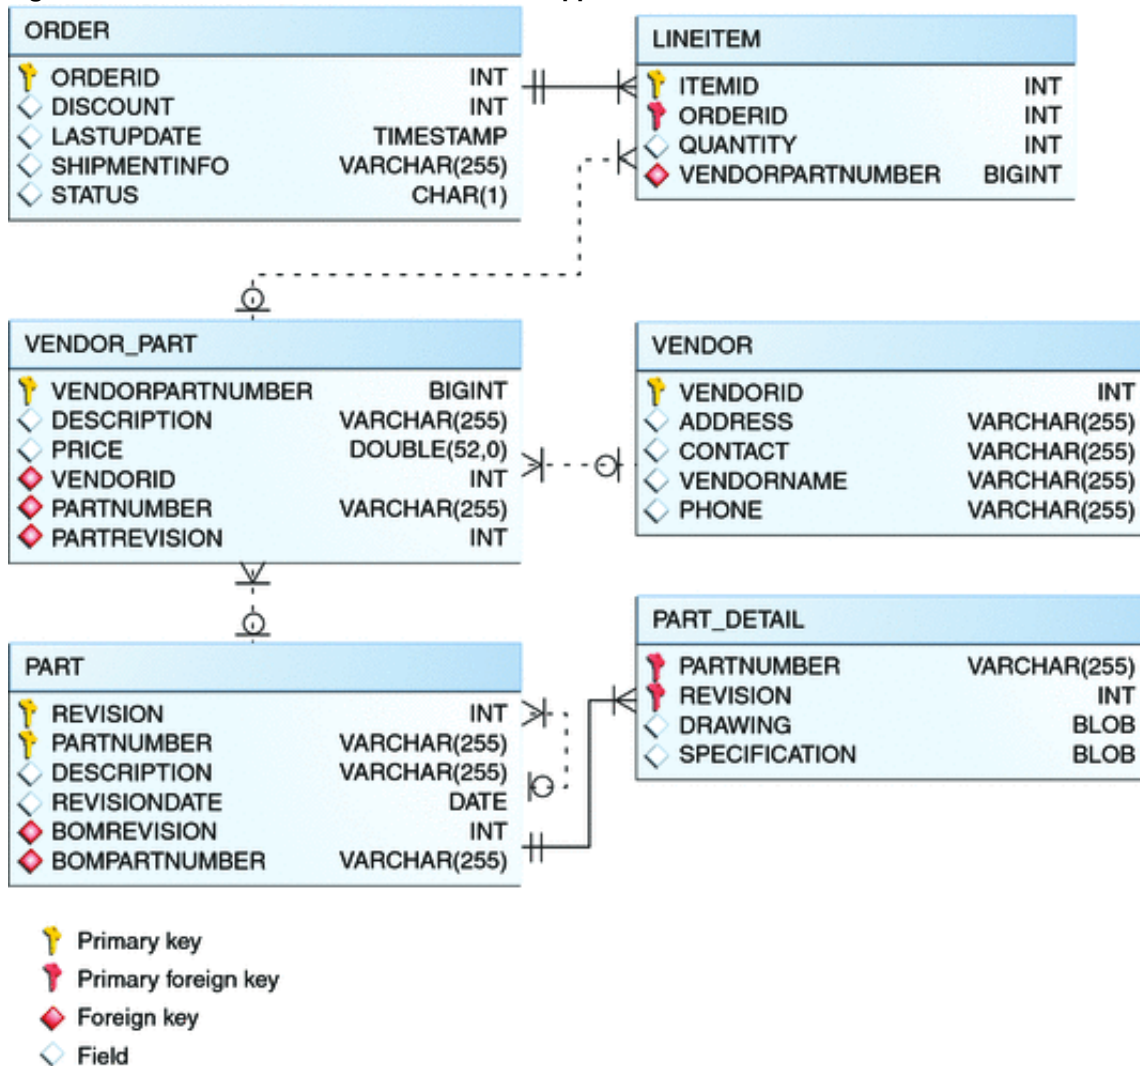 ORDER
ORDERID INT
DISCOUNT INT
LASTUPDATE TIMESTAMP
SHIPMENTINFO VARCHAR(255)
STATUS CHAR(1)
LINEITEM
ITEMID INT
ORDERID INT
QUANTITY INT
VENDORPARTNUMBER BIGINT
VENDOR_PART
VENDORPARTNUMBER BIGINT
DESCRIPTION VARCHAR(255)
PRICE DOUBLE(52,0)
VENDORID INT
PARTNUMBER VARCHAR(255)
PARTREVISION INT
VENDOR
VENDORID INT
ADDRESS VARCHAR(255)
CONTACT VARCHAR(255)
VENDORNAME VARCHAR(255)
PHONE VARCHAR(255)
PART
REVISION INT
PARTNUMBER VARCHAR(255)
DESCRIPTION VARCHAR(255)
REVISIONDATE DATE
BOMREVISION INT
BOMPARTNUMBER VARCHAR(255)
PART_DETAIL
PARTNUMBER VARCHAR(255)
REVISION INT
DRAWING BLOB
SPECIFICATION BLOB
Primary key
Primary foreign key
Foreign key
Field